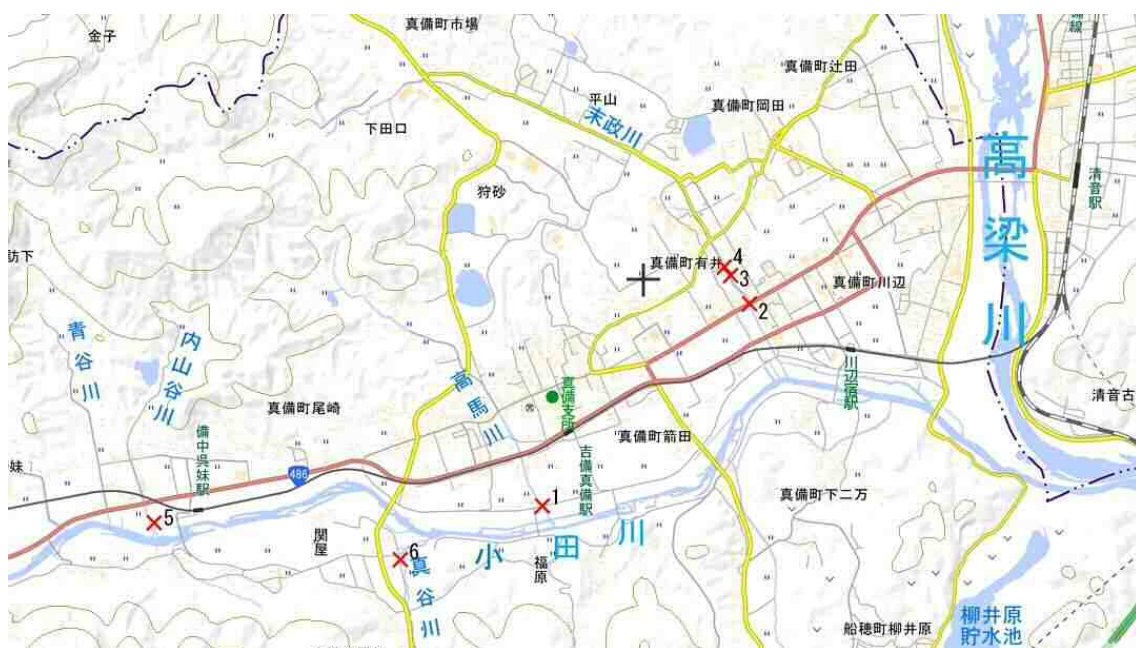 真備町市場
金子
備線
真備町辻田
平山
真備町岡田
下田口
末政川
高梁川
清音駅
狩砂
訪下
真備町有井
4
3
真備町川辺
2
青谷川
内山谷川
川辺宿駅
高馬川
真備支所
清音古
真備町尾崎
真備町箭田
備中呉妹駅
妹
486
吉備真備駅
真備町下二万
1
5
関屋
小田川
6
真谷川
福原
柳井原
貯水池
船穂町柳井原